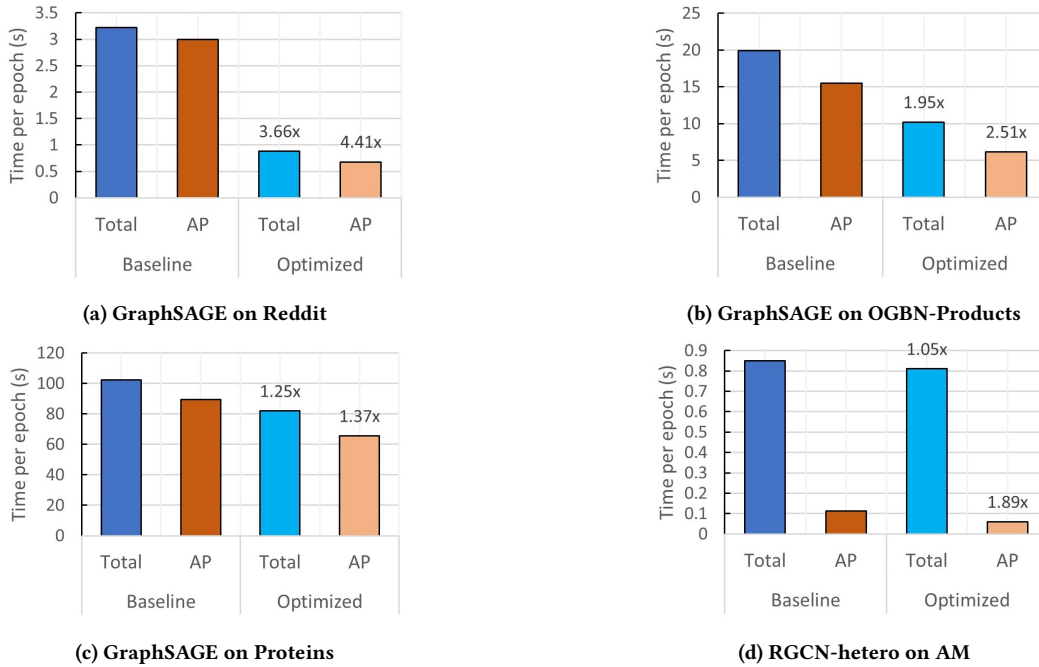 3.5
3
2.5
2
1.5
1
0.5
0
Time per epoch (s)
3.66x
4.41x
Total AP Total AP
Baseline Optimized
(a) GraphSAGE on Reddit
25
20
15
10
5
0
Time per epoch (s)
1.95x
2.51x
Total AP Total AP
Baseline Optimized
(b) GraphSAGE on OGBN-Products
120
100
80
60
40
20
0
Time per epoch (s)
1.25x
1.37x
Total AP Total AP
Baseline Optimized
(c) GraphSAGE on Proteins
0.9
0.8
0.7
0.6
0.5
0.4
0.3
0.2
0.1
0
Time per epoch (s)
1.05x
1.89x
Total AP Total AP
Baseline Optimized
(d) RGCN-hetero on AM